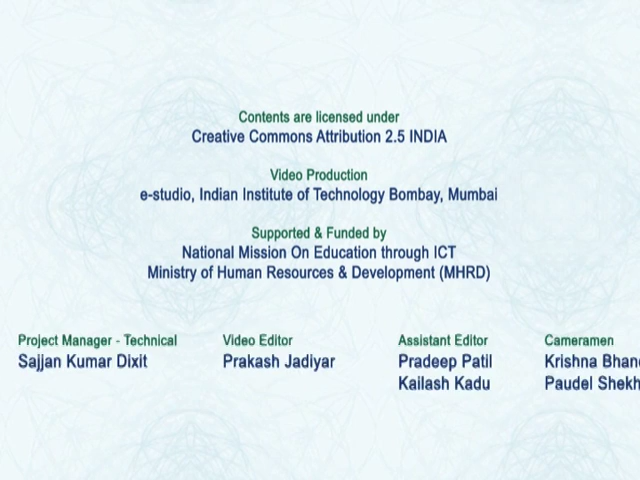 Contents are licensed under
Creative Commons Attribution 2.5 INDIA
Video Production
e-studio, Indian Institute of Technology Bombay, Mumbai
Supported & Funded by
National Mission On Education through ICT
Ministry of Human Resources & Development (MHRD)
Project Manager - Technical
Sajjan Kumar Dixit
Video Editor
Prakash Jadiyar
Assistant Editor
Pradeep Patil
Kailash Kadu
Cameramen
Krishna
Paudel